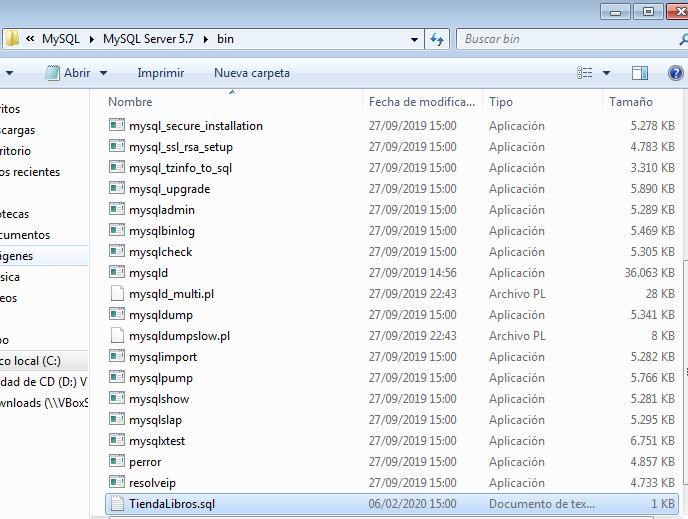 « MySQL ▸ MySQL Server 5.7 ▸ bin
Buscar bin
Abrir Imprimir Nueva carpeta
Nombre Fecha de modifica... Tipo Tamaño
mysql_secure_installation 27/09/2019 15:00 Aplicación 5.278 KB
mysql_ssl_rsa_setup 27/09/2019 15:00 Aplicación 4.783 KB
mysql_tzinfo_to_sql 27/09/2019 15:00 Aplicación 3.310 KB
mysql_upgrade 27/09/2019 15:00 Aplicación 5.890 KB
mysqladmin 27/09/2019 15:00 Aplicación 5.289 KB
mysqlbinlog 27/09/2019 15:00 Aplicación 5.469 KB
mysqlcheck 27/09/2019 15:00 Aplicación 5.305 KB
mysqld 27/09/2019 14:56 Aplicación 36.063 KB
mysqld_multi.pl 27/09/2019 22:43 Archivo PL 28 KB
mysqldump 27/09/2019 15:00 Aplicación 5.341 KB
mysqldumpslow.pl 27/09/2019 22:43 Archivo PL 8 KB
mysqlimport 27/09/2019 15:00 Aplicación 5.282 KB
mysqlpump 27/09/2019 15:00 Aplicación 5.766 KB
mysqlshow 27/09/2019 15:00 Aplicación 5.281 KB
mysqlslap 27/09/2019 15:00 Aplicación 5.295 KB
mysqlxtest 27/09/2019 15:00 Aplicación 6.751 KB
perror 27/09/2019 15:00 Aplicación 4.857 KB
resolveip 27/09/2019 15:00 Aplicación 4.733 KB
TiendaLibros.sql 06/02/2020 15:00 Documento de tex... 1 KB
ritos
cargas
ritorio
os recientes
otecas
cumentos
ágenes
sica
eos
po
co local (C:)
dad de CD (D:) V
wnloads (\\VBoxS